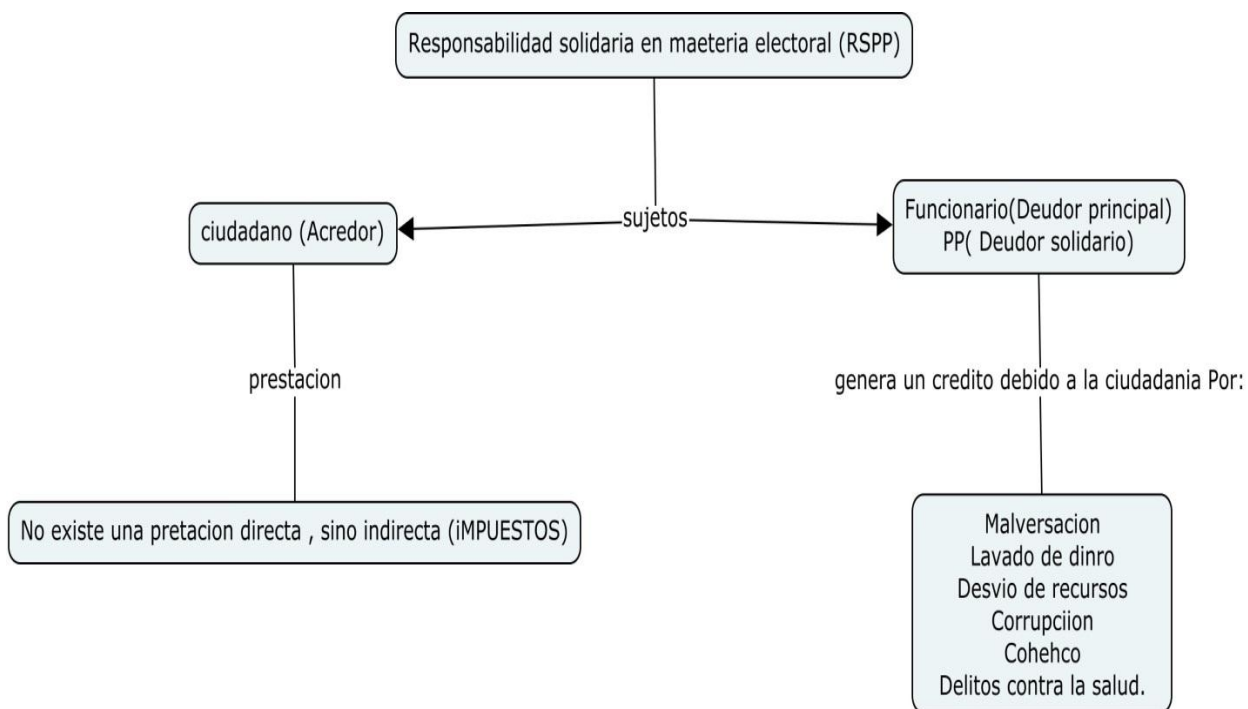 Responsabilidad solidaria en maeteria electoral (RSPP)
ciudadano (Acredor)
sujetos
Funcionario(Deudor principal)
PP( Deudor solidario)
prestacion
genera un credito debido a la ciudadania Por:
No existe una pretacion directa , sino indirecta (iMPUESTOS)
Malversacion
Lavado de dinro
Desvio de recursos
Corrupciion
Cohehco
Delitos contra la salud.